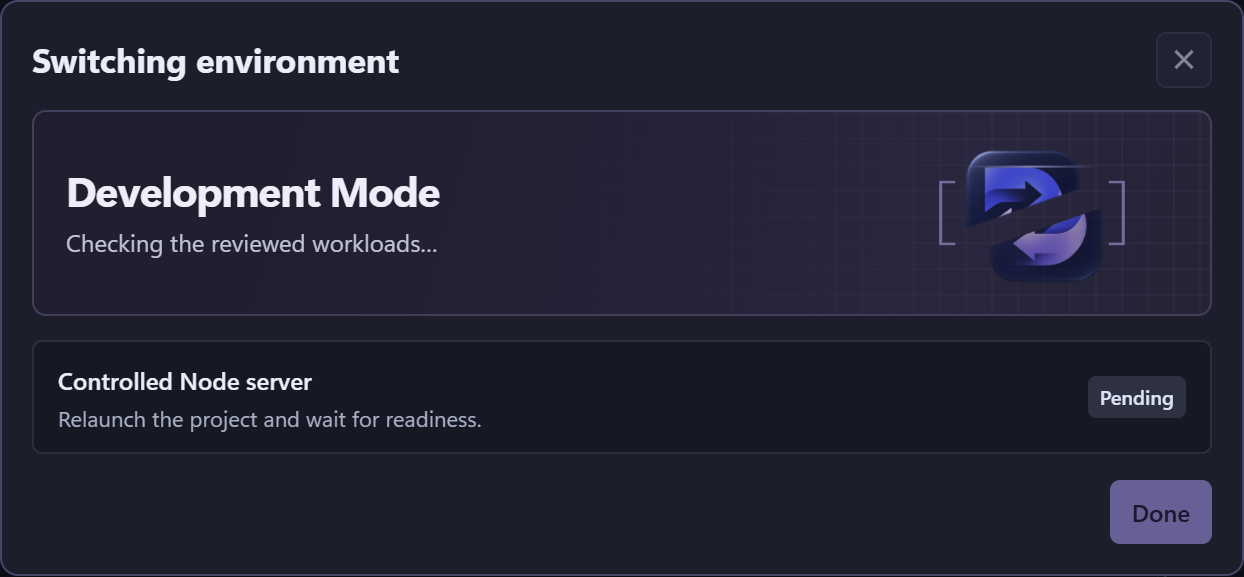 Switching environment
Development Mode
Checking the reviewed workloads...
Controlled Node server
Relaunch the project and wait for readiness.
Pending
Done